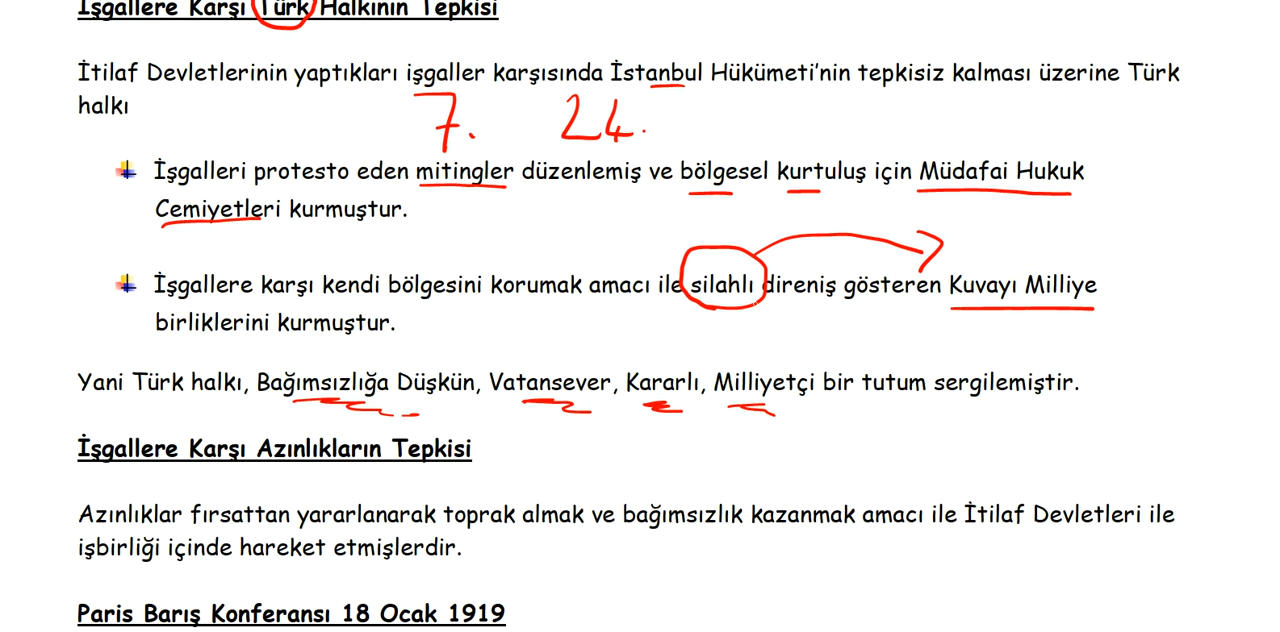 İşgallere Karşı Türk Halkının Tepkisi
İtilaf Devletlerinin yaptıkları işgaller karşısında İstanbul Hükümeti'nin tepkisiz kalması üzerine Türk
halkı
7. 24.
İşgalleri protesto eden mitingler düzenlemiş ve bölgesel kurtuluş için Müdafai Hukuk
Cemiyetleri kurmuştur.
İşgallere karşı kendi bölgesini korumak amacı ile silahlı direniş gösteren Kuvayı Milliye
birliklerini kurmuştur.
Yani Türk halkı, Bağımsızlığa Düşkün, Vatansever, Kararlı, Milliyetçi bir tutum sergilemiştir.
İşgallere Karşı Azınlıkların Tepkisi
Azınlıklar fırsattan yararlanarak toprak almak ve bağımsızlık kazanmak amacı ile İtilaf Devletleri ile
işbirliği içinde hareket etmişlerdir.
Paris Barış Konferansı 18 Ocak 1919